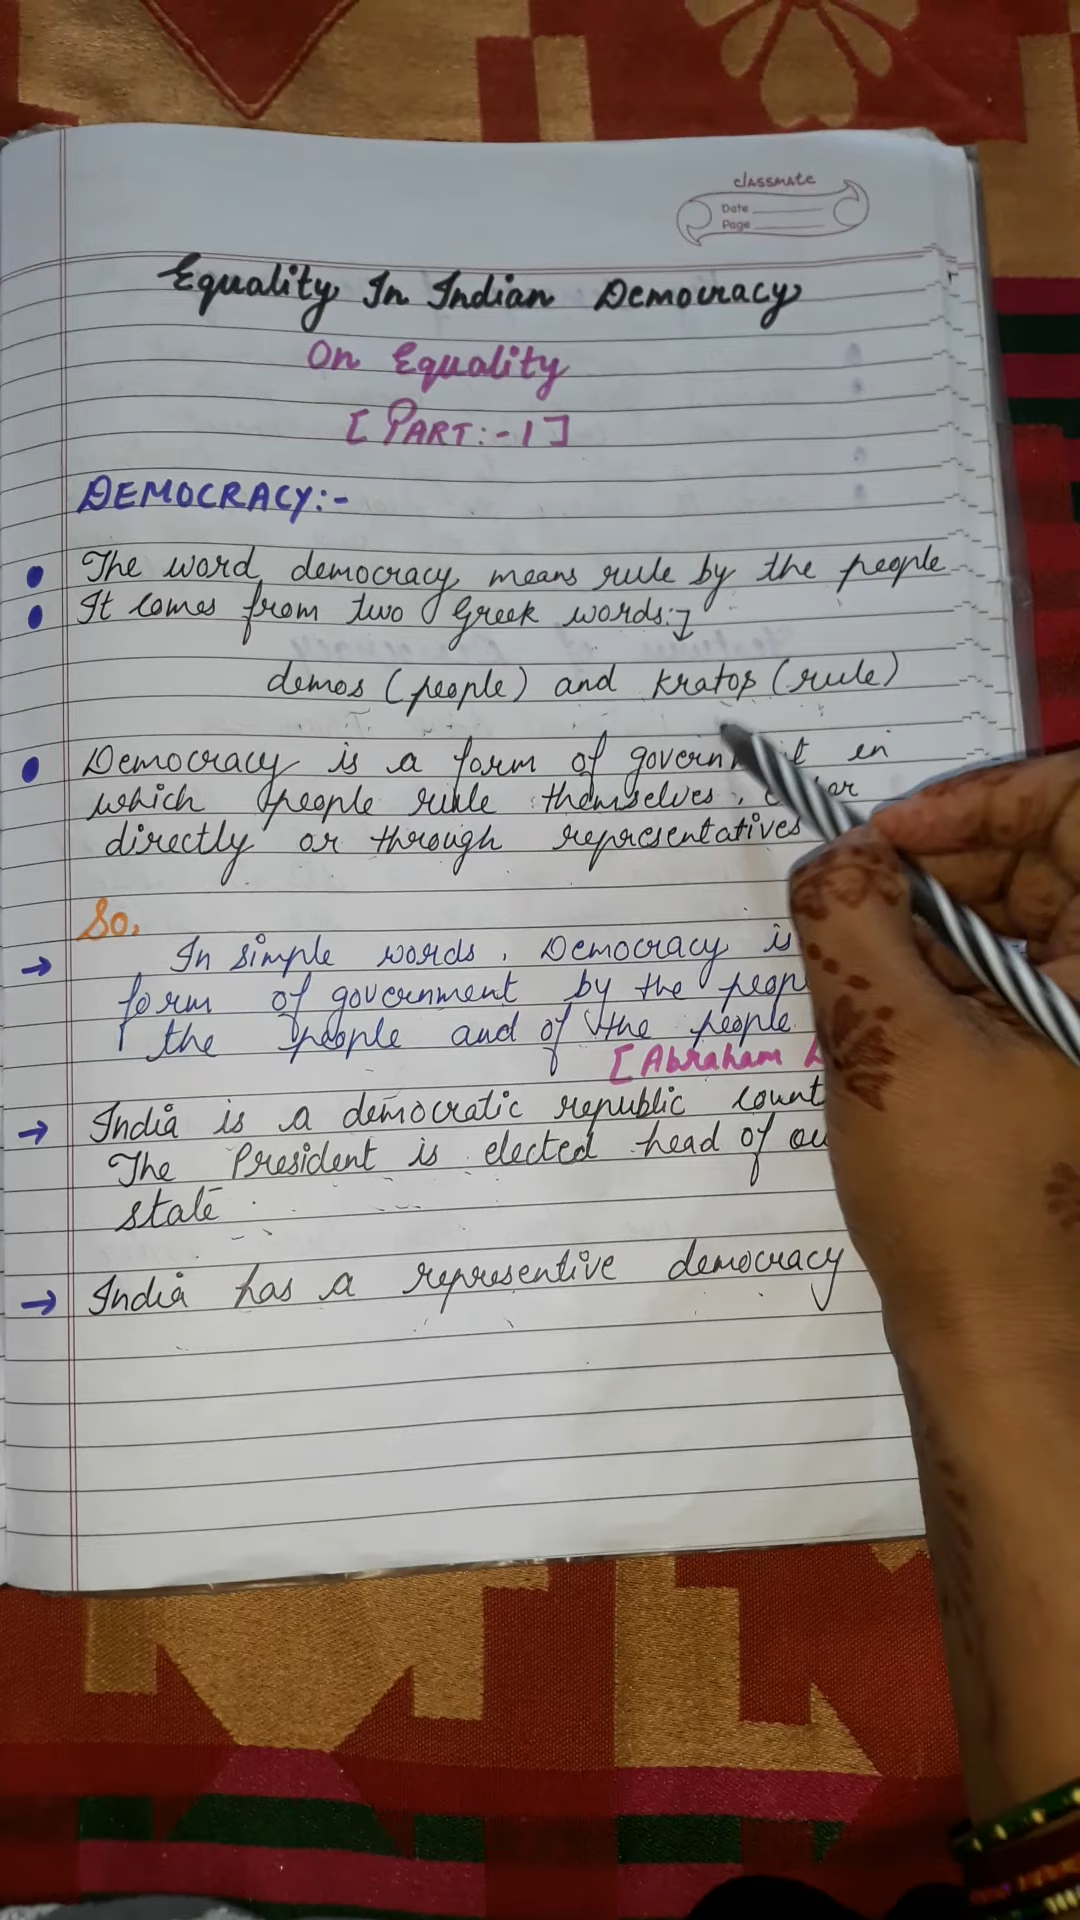 classmate
Date
Page
Equality In Indian Democracy
On Equality
[ PART:-1]
DEMOCRACY:-
The word democracy means rule by the people
It comes from two Greek words:
demos (people) and Kratos (rule)
Democracy is a form of in
which people rule themselves,
directly or through representatives
So,
→ In simple words, Democracy is
form of government by the
the people and of the people
[Abraham
→ India is a democratic republic
The President is elected head of
state
→ India has a representive democracy